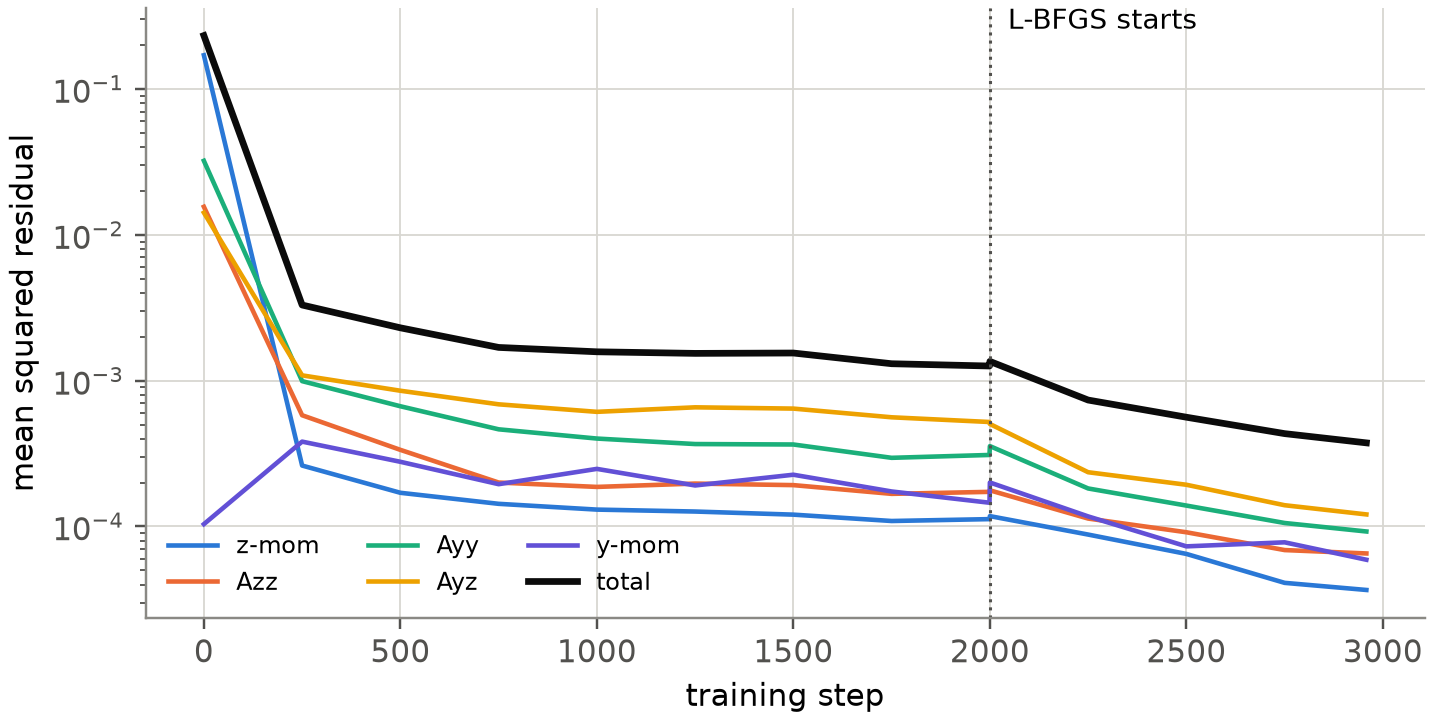 L-BFGS starts
mean squared residual
10⁻¹
10⁻²
10⁻³
10⁻⁴
z-mom Ayy y-mom
Azz Ayz total
0 500 1000 1500 2000 2500 3000
training step